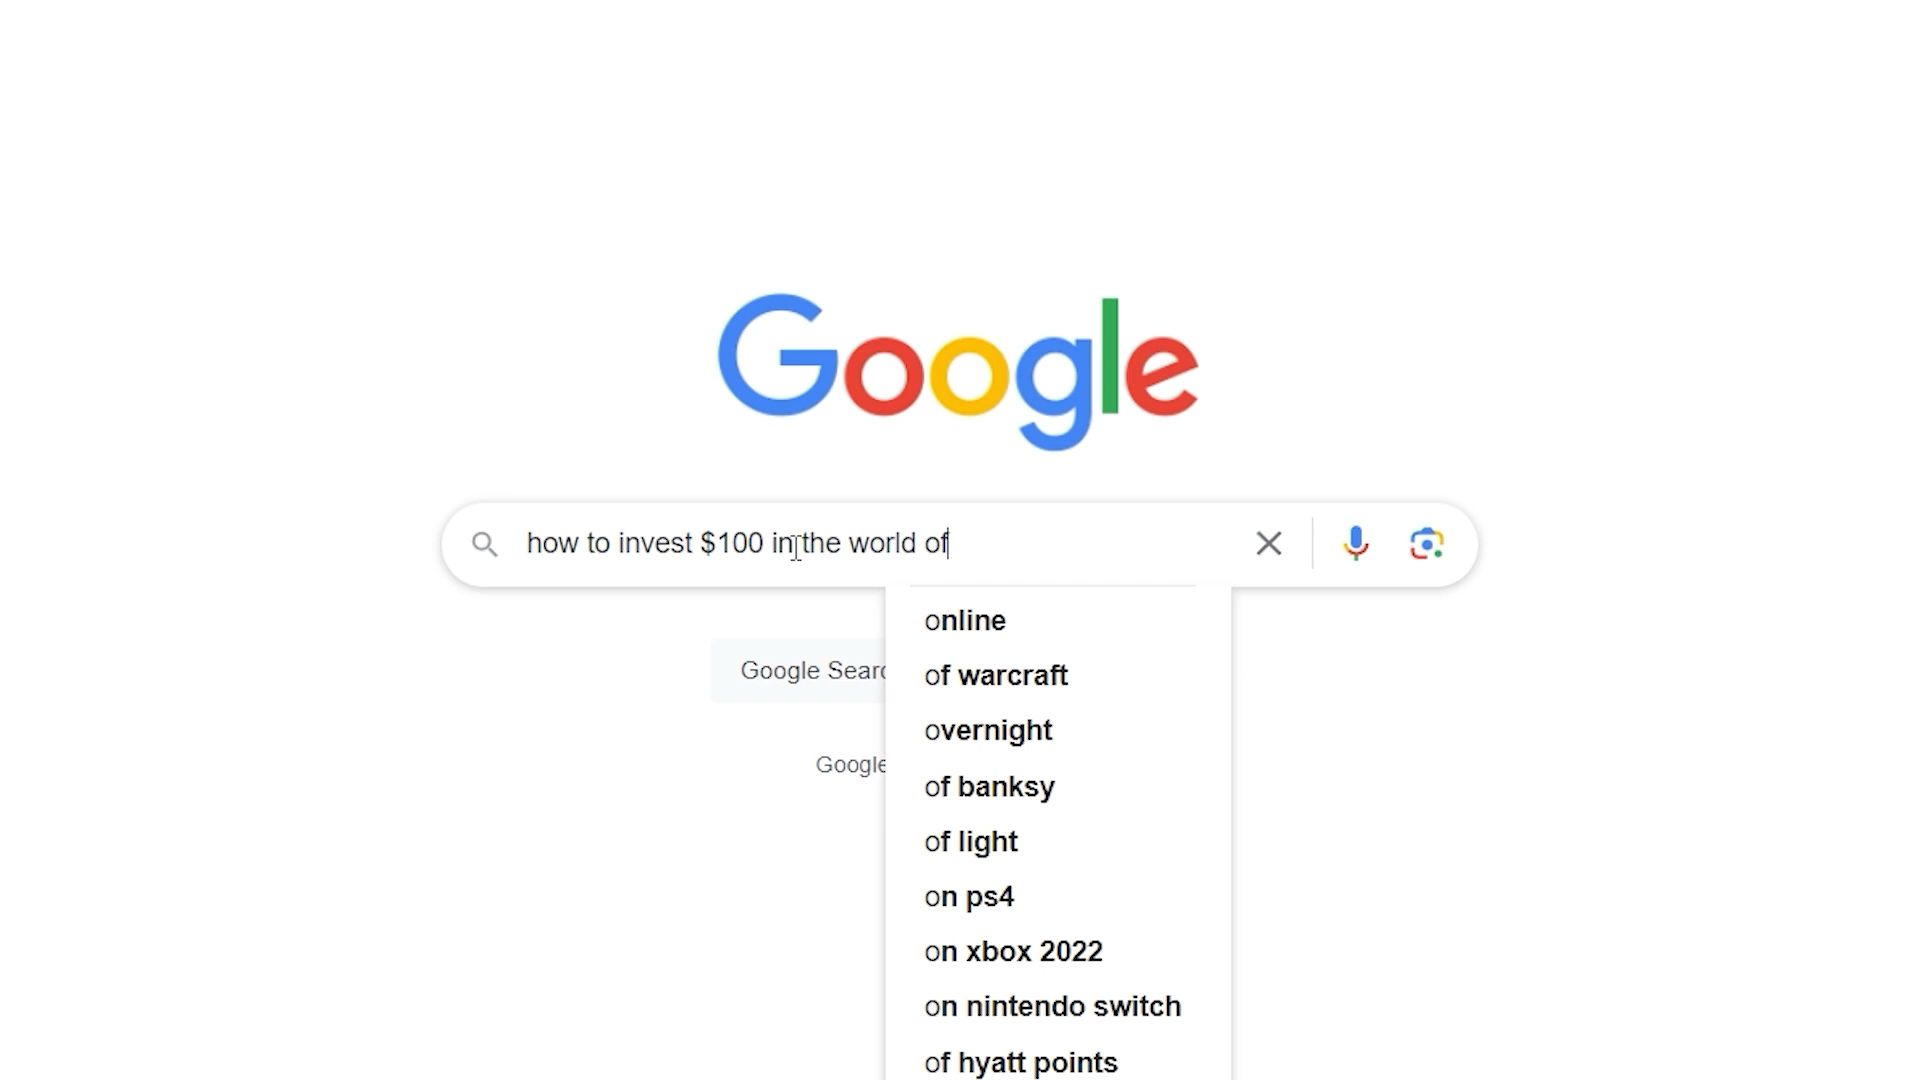 Google
how to invest $100 in the world of
online
of warcraft
Google Searc
overnight
Google
of banksy
of light
on ps4
on xbox 2022
on nintendo switch
of hyatt points